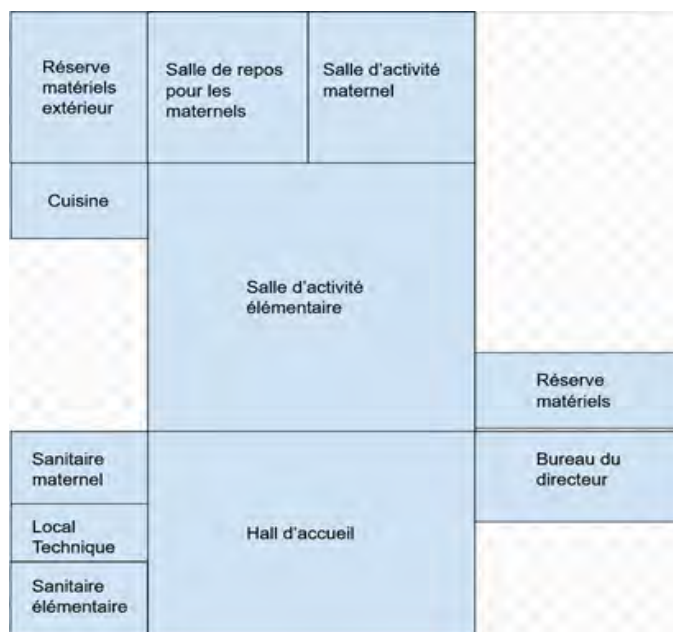 Réserve
matériels
extérieur
Salle de repos
pour les
maternels
Salle d'activité
maternel
Cuisine
Salle d'activité
élémentaire
Réserve
matériels
Sanitaire
maternel
Bureau du
directeur
Local
Technique
Hall d'accueil
Sanitaire
élémentaire